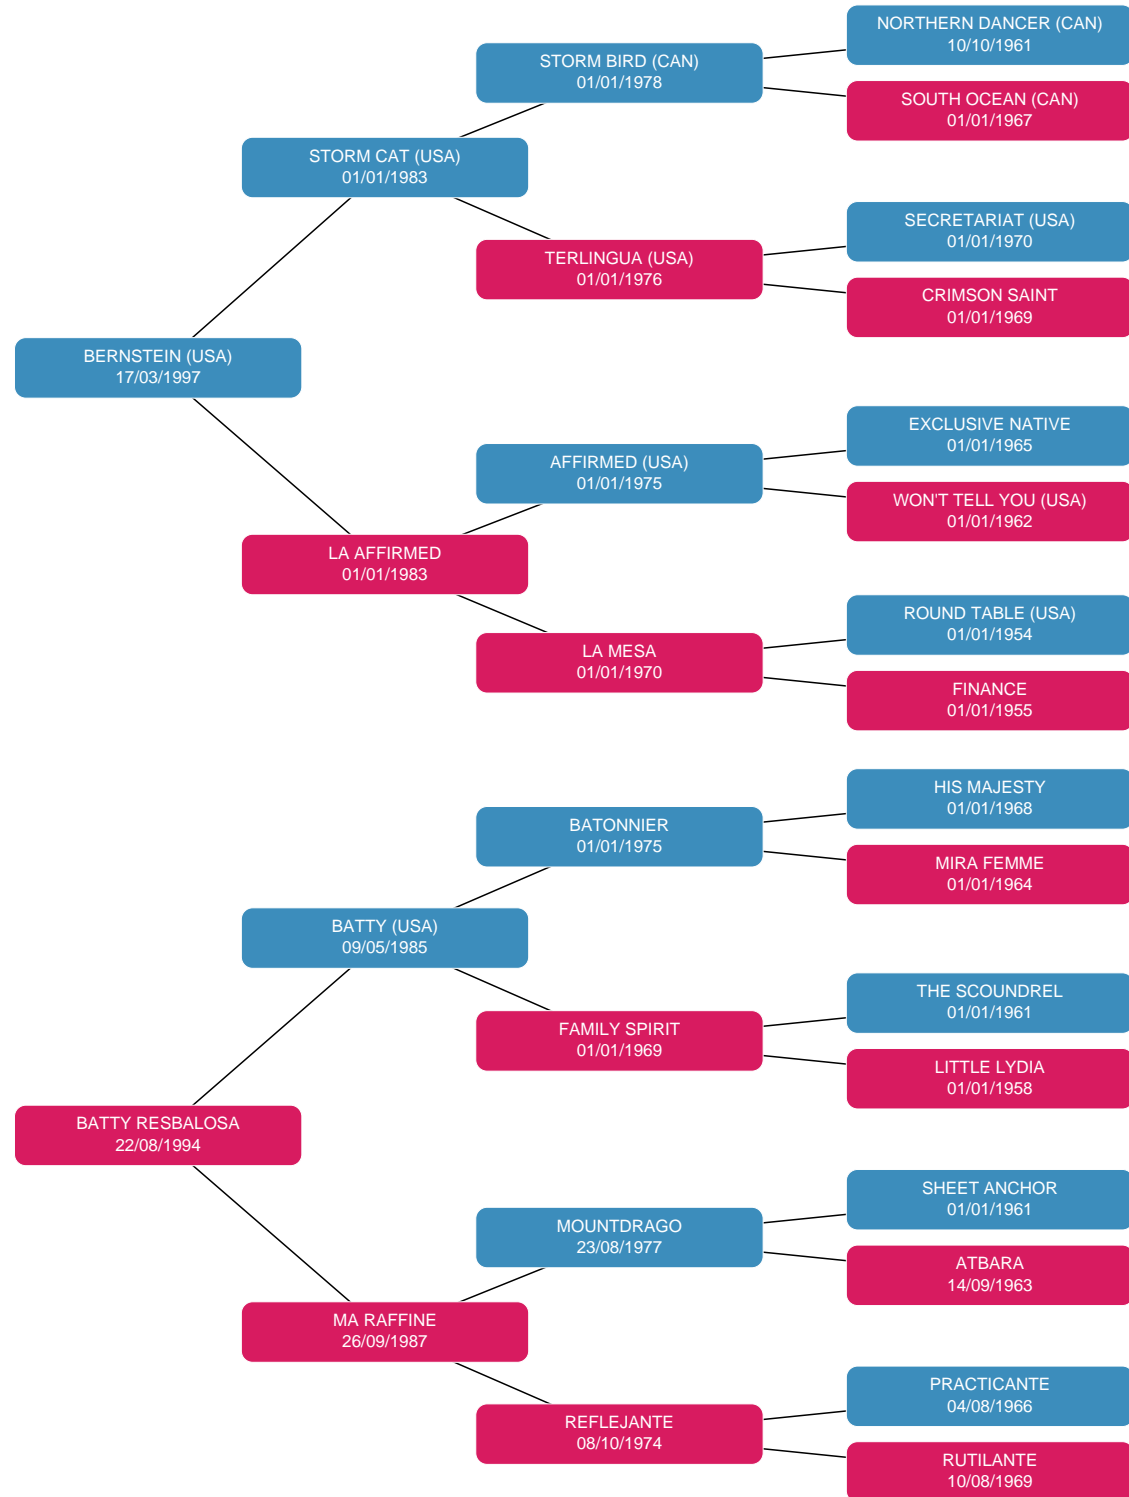 NORTHERN DANCER (CAN)
10/10/1961
STORM BIRD (CAN)
01/01/1978
SOUTH OCEAN (CAN)
01/01/1967
STORM CAT (USA)
01/01/1983
SECRETARIAT (USA)
01/01/1970
TERLINGUA (USA)
01/01/1976
CRIMSON SAINT
01/01/1969
BERNSTEIN (USA)
17/03/1997
EXCLUSIVE NATIVE
01/01/1965
AFFIRMED (USA)
01/01/1975
WON'T TELL YOU (USA)
01/01/1962
LA AFFIRMED
01/01/1983
ROUND TABLE (USA)
01/01/1954
LA MESA
01/01/1970
FINANCE
01/01/1955
HIS MAJESTY
01/01/1968
BATONNIER
01/01/1975
MIRA FEMME
01/01/1964
BATTY (USA)
09/05/1985
THE SCOUNDREL
01/01/1961
FAMILY SPIRIT
01/01/1969
LITTLE LYDIA
01/01/1958
BATTY RESBALOSA
22/08/1994
SHEET ANCHOR
01/01/1961
MOUNTDRAGO
23/08/1977
ATBARA
14/09/1963
MA RAFFINE
26/09/1987
PRACTICANTE
04/08/1966
REFLEJANTE
08/10/1974
RUTILANTE
10/08/1969